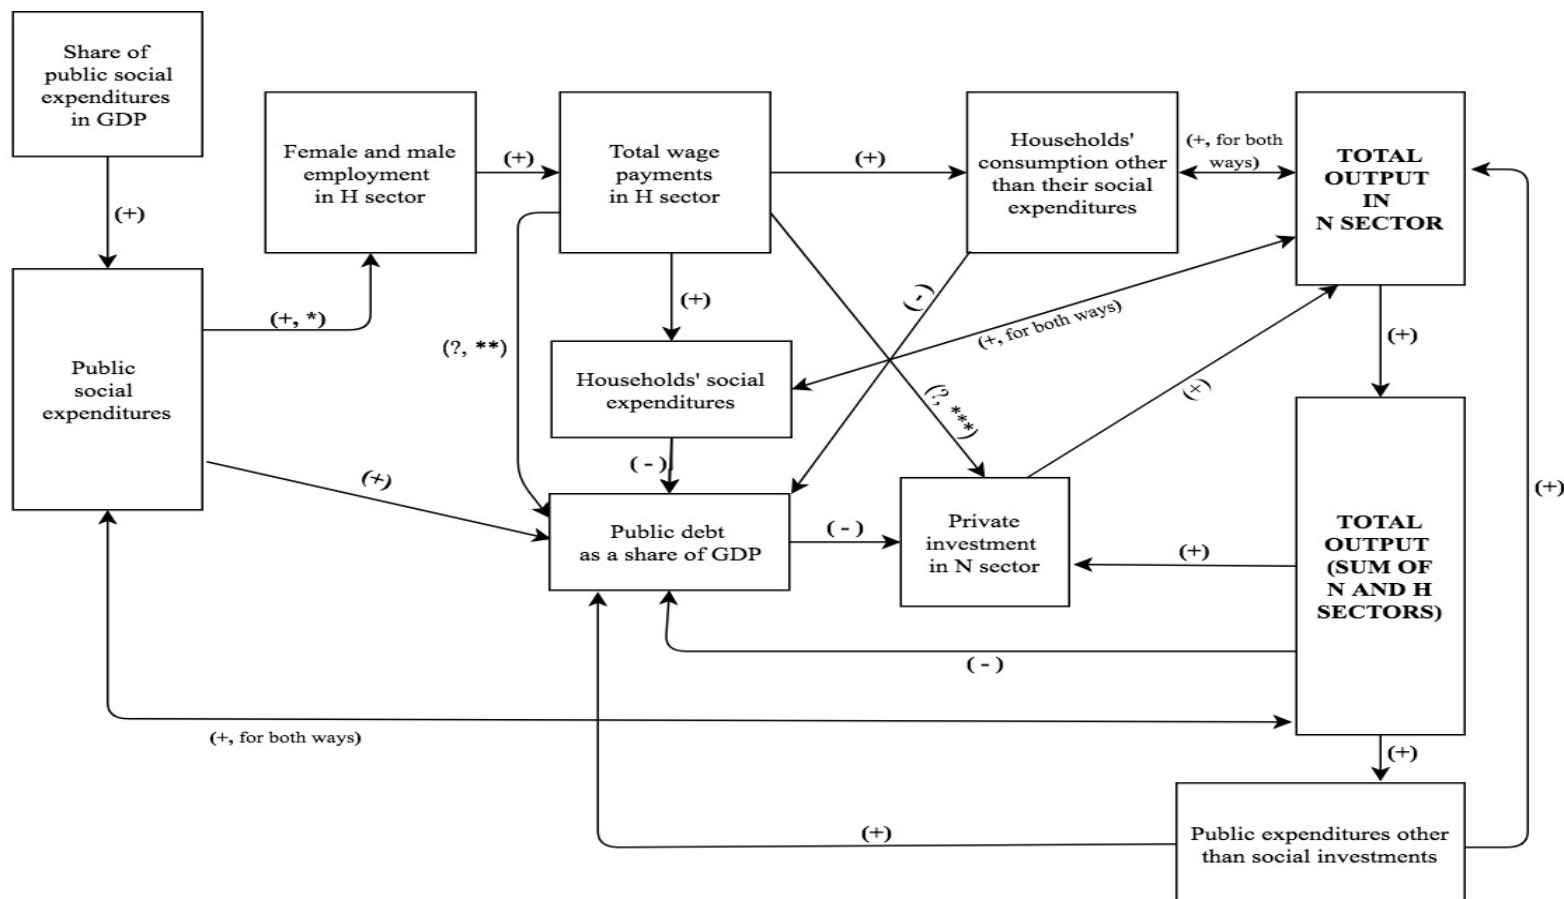 Share of
public social
expenditures
in GDP
(+)
Public
social
expenditures
(+, *)
Female and male
employment
in H sector
(+)
Total wage
payments
in H sector
(+)
Households'
consumption other
than their social
expenditures
(+, for both
ways)
TOTAL
OUTPUT
IN
N SECTOR
(?, **)
(+)
Households' social
expenditures
(-)
(+, for both ways)
(?, ***)
(+)
(+)
(+)
(-)
Public debt
as a share of GDP
(-)
Private
investment
in N sector
(+)
TOTAL
OUTPUT
(SUM OF
N AND H
SECTORS)
(+)
(-)
(+, for both ways)
(+)
(+)
Public expenditures other
than social investments